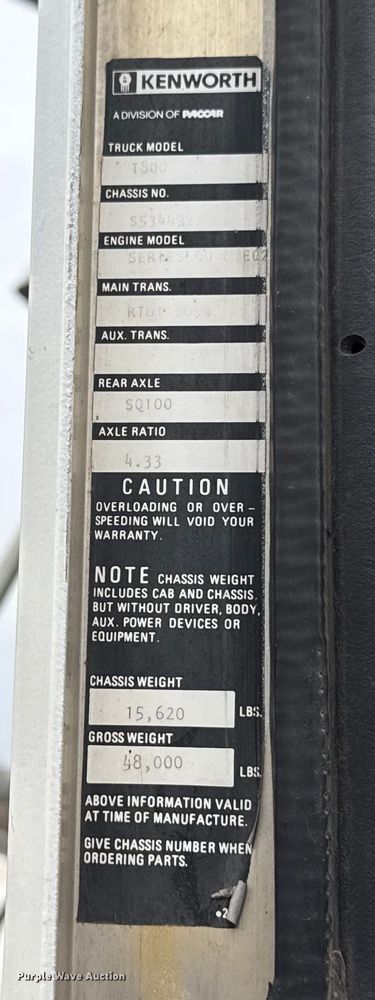 KENWORTH
A DIVISION OF PACCAR
TRUCK MODEL
T800
CHASSIS NO.
ENGINE MODEL
SERIES 60
MAIN TRANS.
AUX. TRANS.
REAR AXLE
SQ100
AXLE RATIO
4.33
CAUTION
OVERLOADING OR OVER-
SPEEDING WILL VOID YOUR
WARRANTY.
NOTE CHASSIS WEIGHT
INCLUDES CAB AND CHASSIS.
BUT WITHOUT DRIVER, BODY,
AUX. POWER DEVICES OR
EQUIPMENT.
CHASSIS WEIGHT
15,620 LBS.
GROSS WEIGHT
48,000 LBS.
ABOVE INFORMATION VALID
AT TIME OF MANUFACTURE.
GIVE CHASSIS NUMBER WHEN
ORDERING PARTS.
Purple Wave Auction